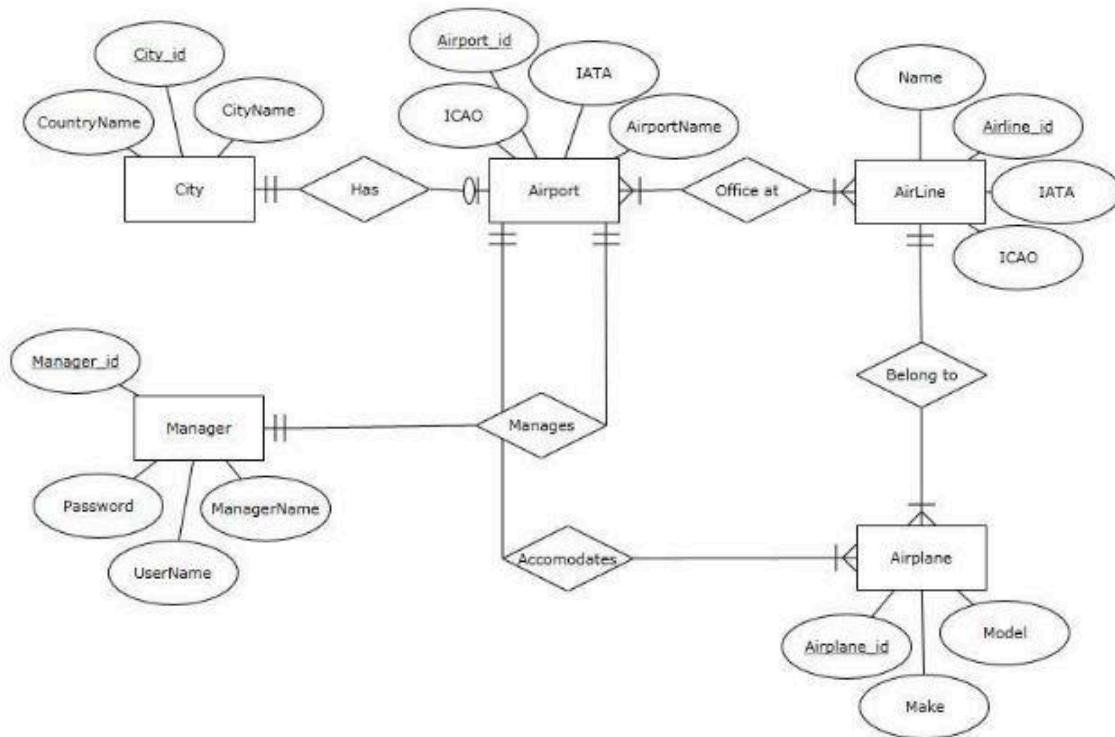 City_id
CountryName
CityName
City
Has
Airport_id
IATA
ICAO
AirportName
Airport
Office at
Name
Airline_id
IATA
ICAO
AirLine
Manager_id
Manager
Password
UserName
ManagerName
Manages
Belong to
Accomodates
Airplane
Airplane_id
Make
Model